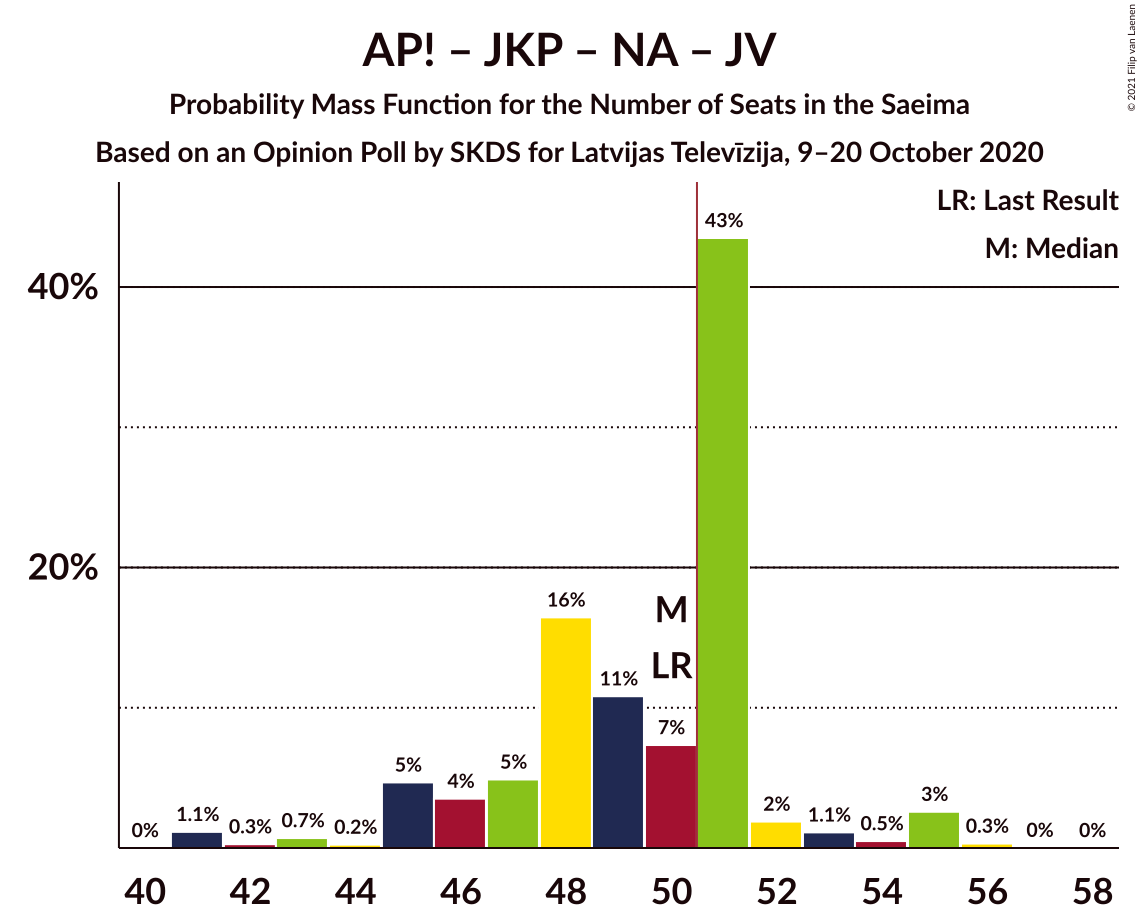 AP! – JKP – NA – JV
Probability Mass Function for the Number of Seats in the Saeima
Based on an Opinion Poll by SKDS for Latvijas Televīzija, 9–20 October 2020
© 2021 Filip van Laenen
LR: Last Result
M: Median
40%
20%
0%
1.1%
0.3%
0.7%
0.2%
5%
4%
5%
16%
11%
M
LR
7%
43%
2%
1.1%
0.5%
3%
0.3%
0%
0%
40 42 44 46 48 50 52 54 56 58